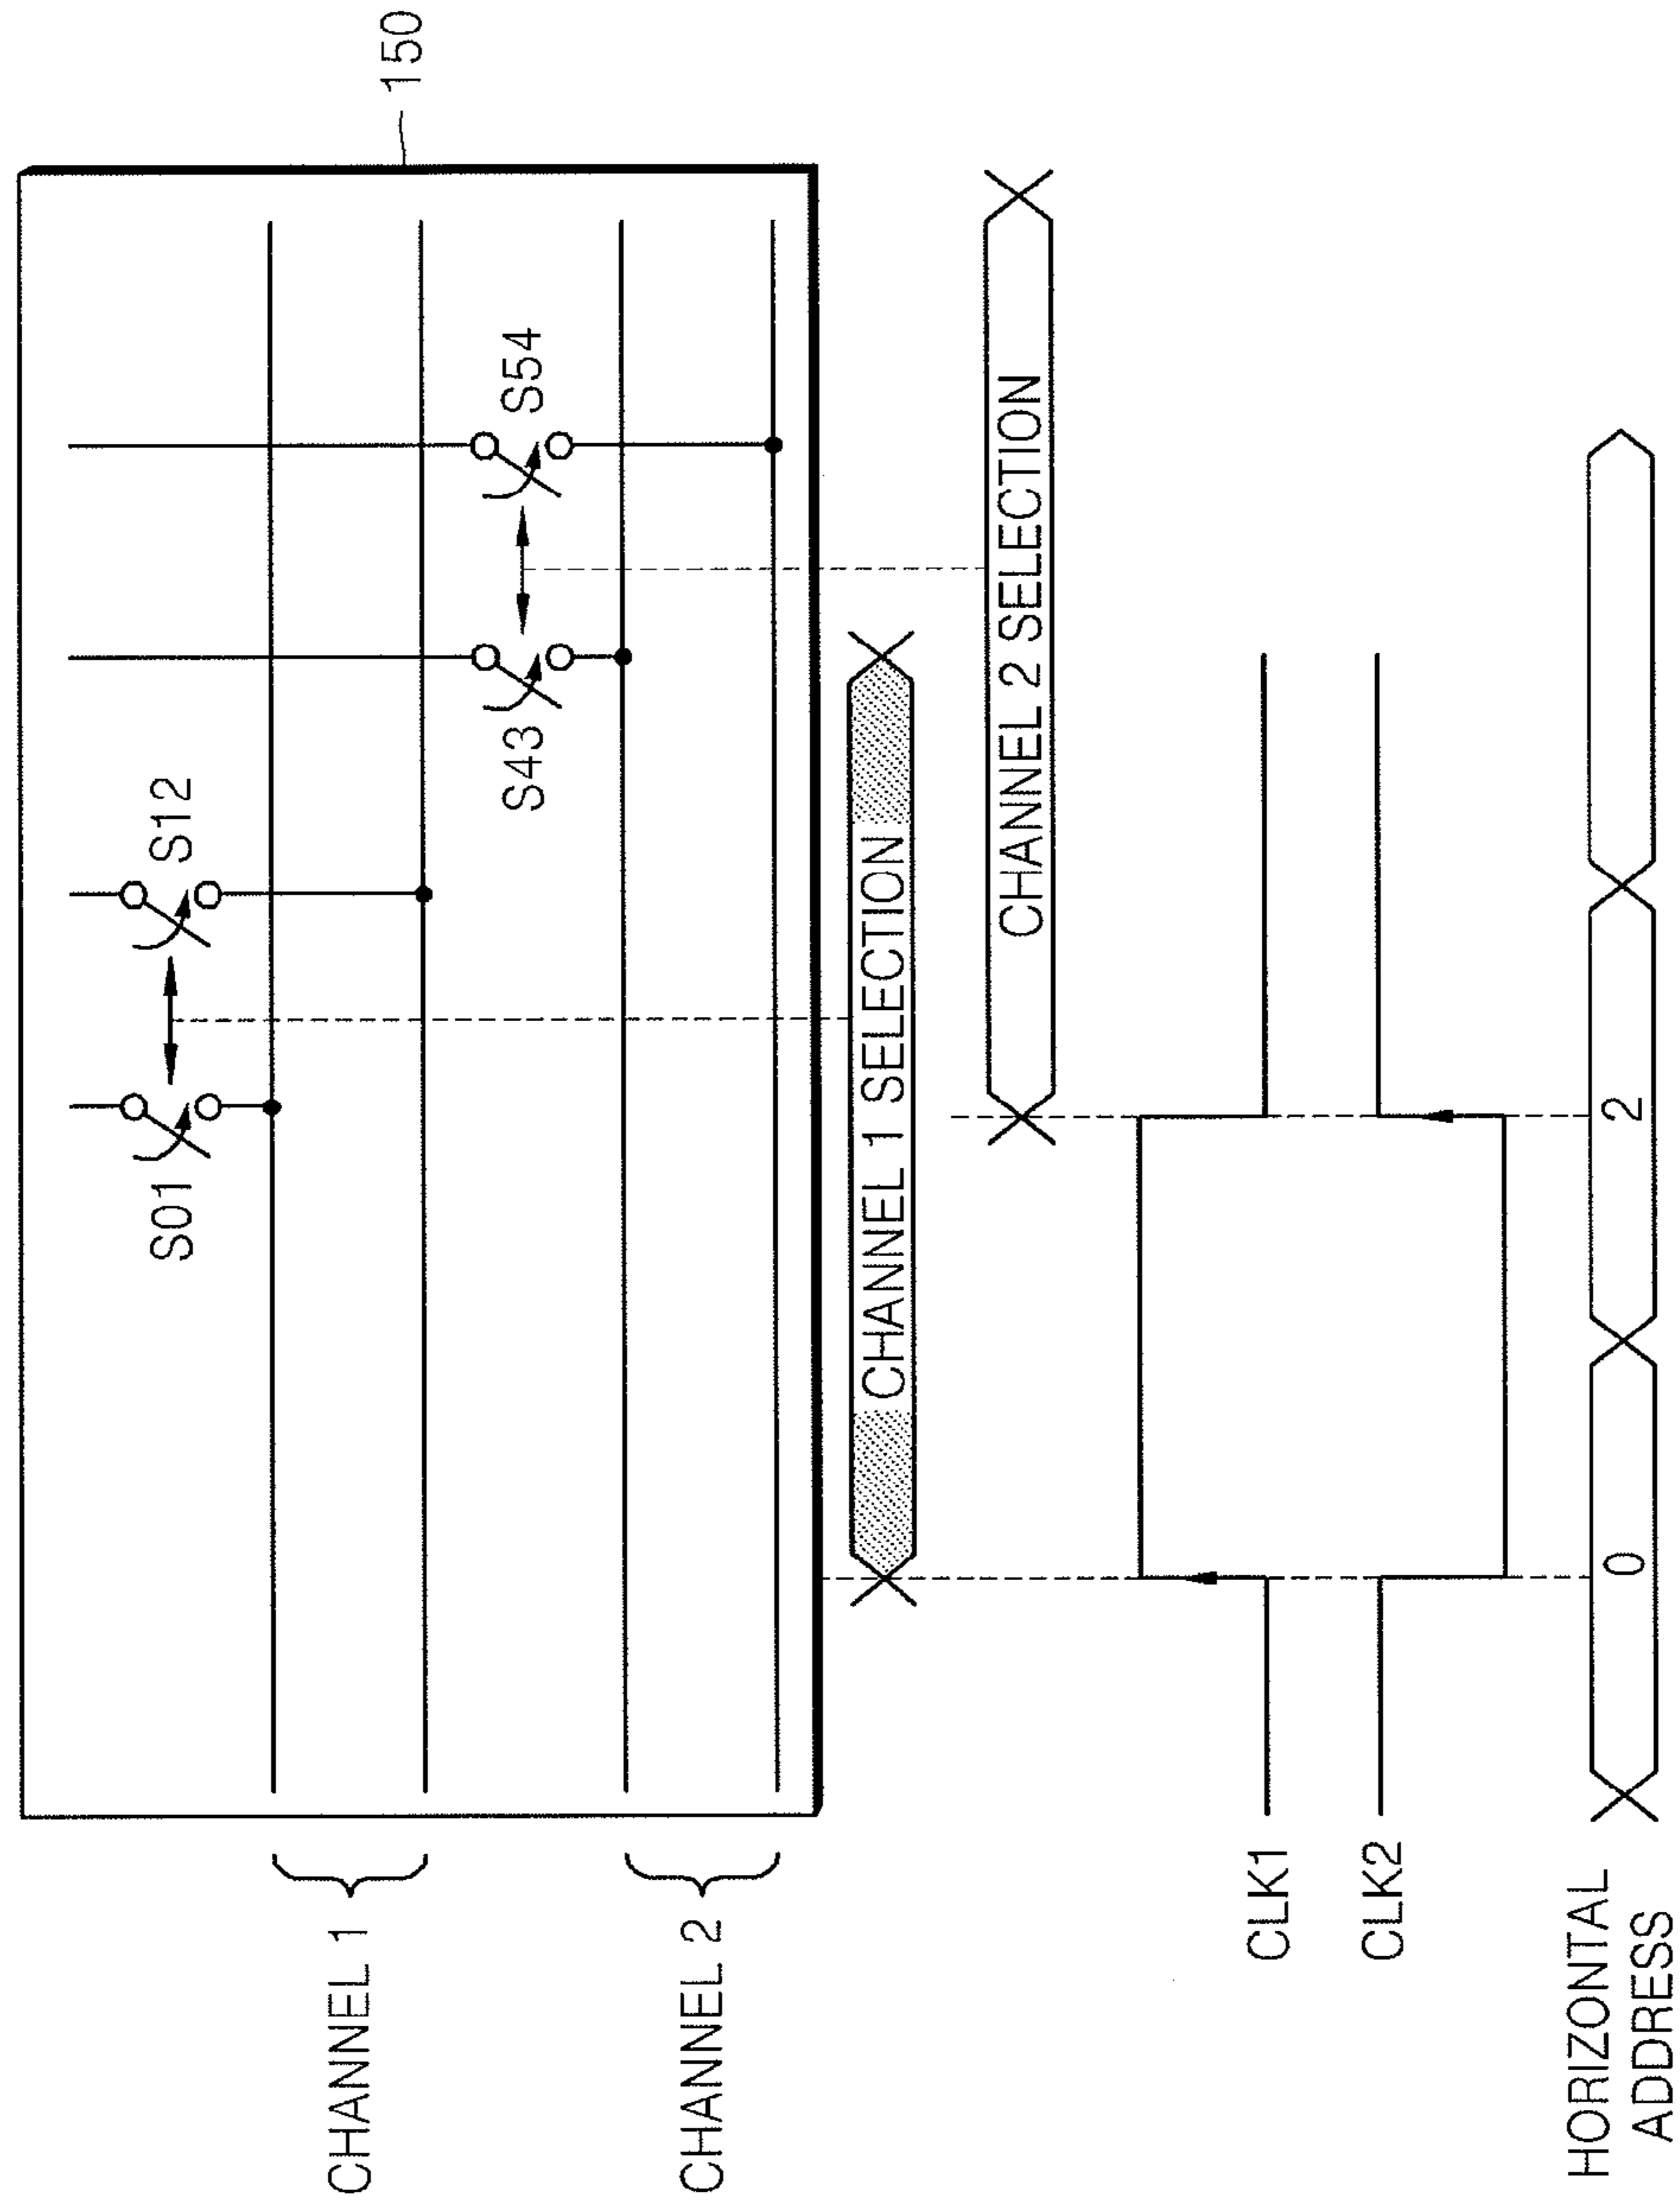 150
S01
S12
S43
S54
CHANNEL 1
CHANNEL 2
CHANNEL 1 SELECTION
CHANNEL 2 SELECTION
CLK1
CLK2
HORIZONTAL
ADDRESS
0
2